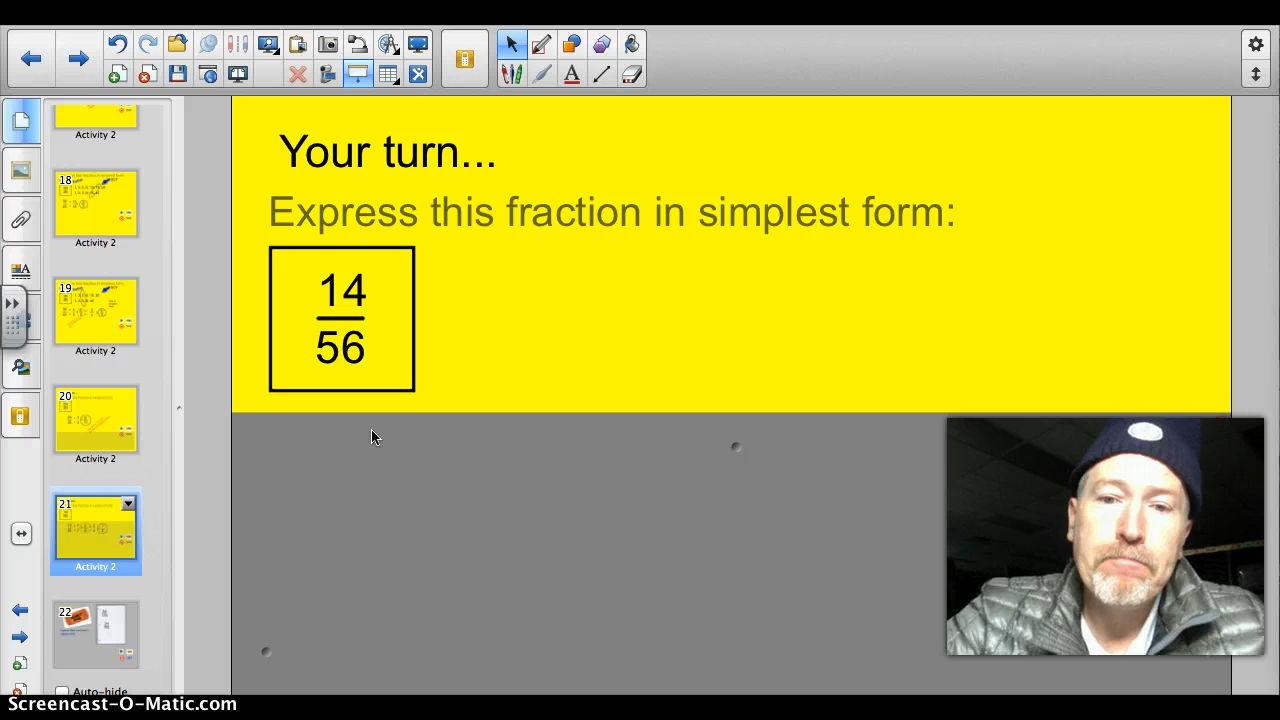 Your turn...
Express this fraction in simplest form:
14
56
Activity 2
18
Activity 2
19
Activity 2
20
Activity 2
21
Activity 2
22
Auto-hide
Screencast-O-Matic.com